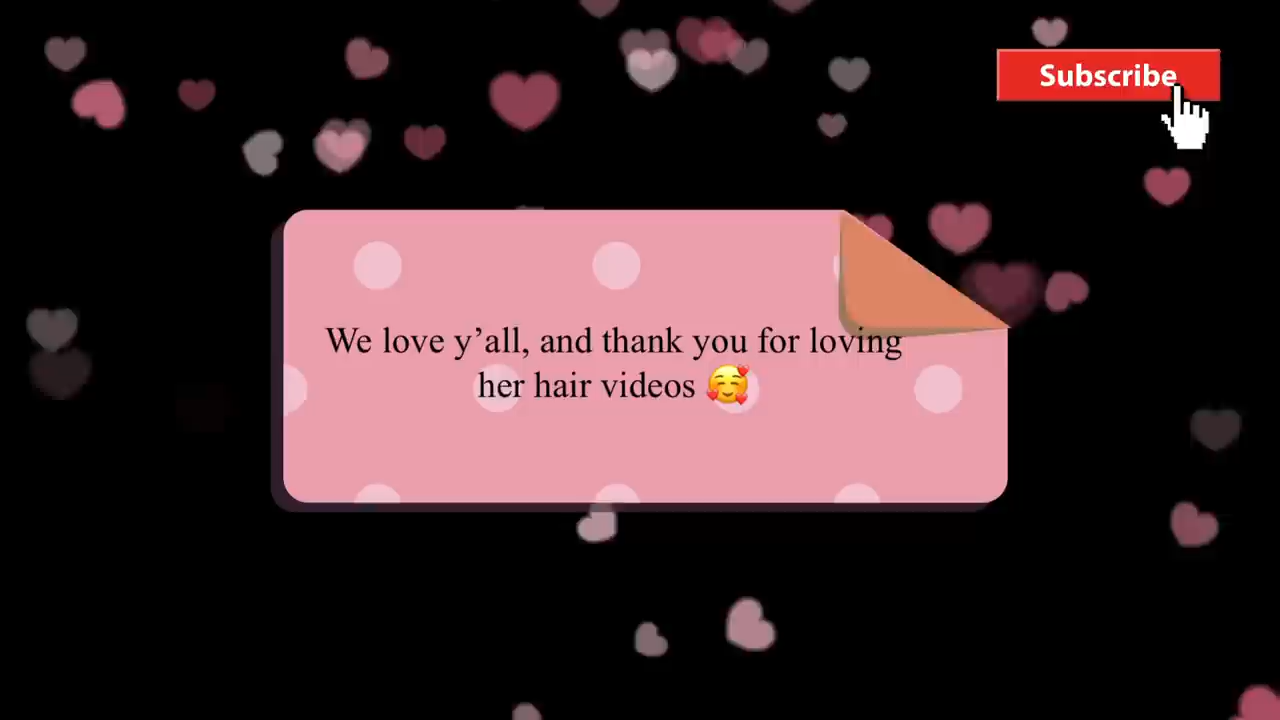 Subscribe
We love y’all, and thank you for loving
her hair videos 🥰